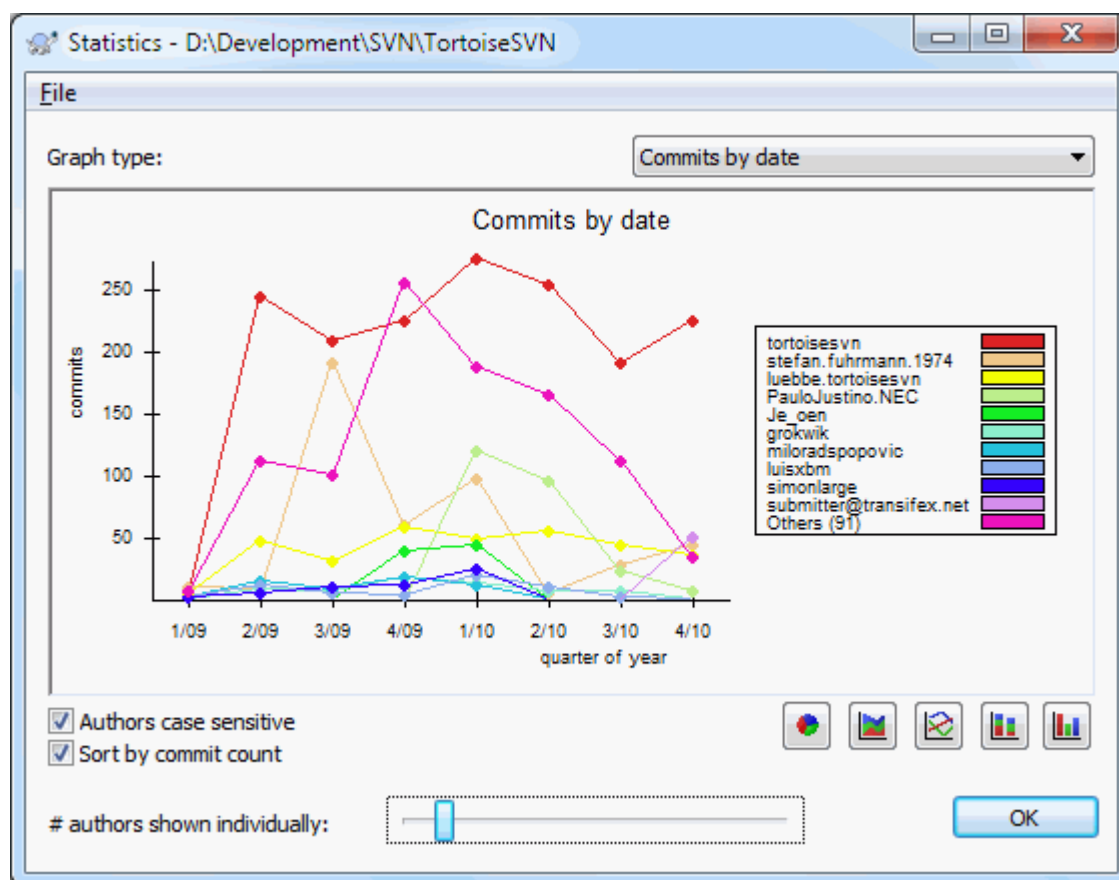 Statistics - D:\Development\SVN\TortoiseSVN
File
Graph type:
Commits by date
Commits by date
commits
250
200
150
100
50
1/09 2/09 3/09 4/09 1/10 2/10 3/10 4/10
quarter of year
tortoisesvn
stefan.fuhrmann.1974
luebbe.tortoisesvn
PauloJustino.NEC
Je_oen
grokwik
miloradspopovic
luisxbm
simonlarge
submitter@transifex.net
Others (91)
Authors case sensitive
Sort by commit count
# authors shown individually:
OK